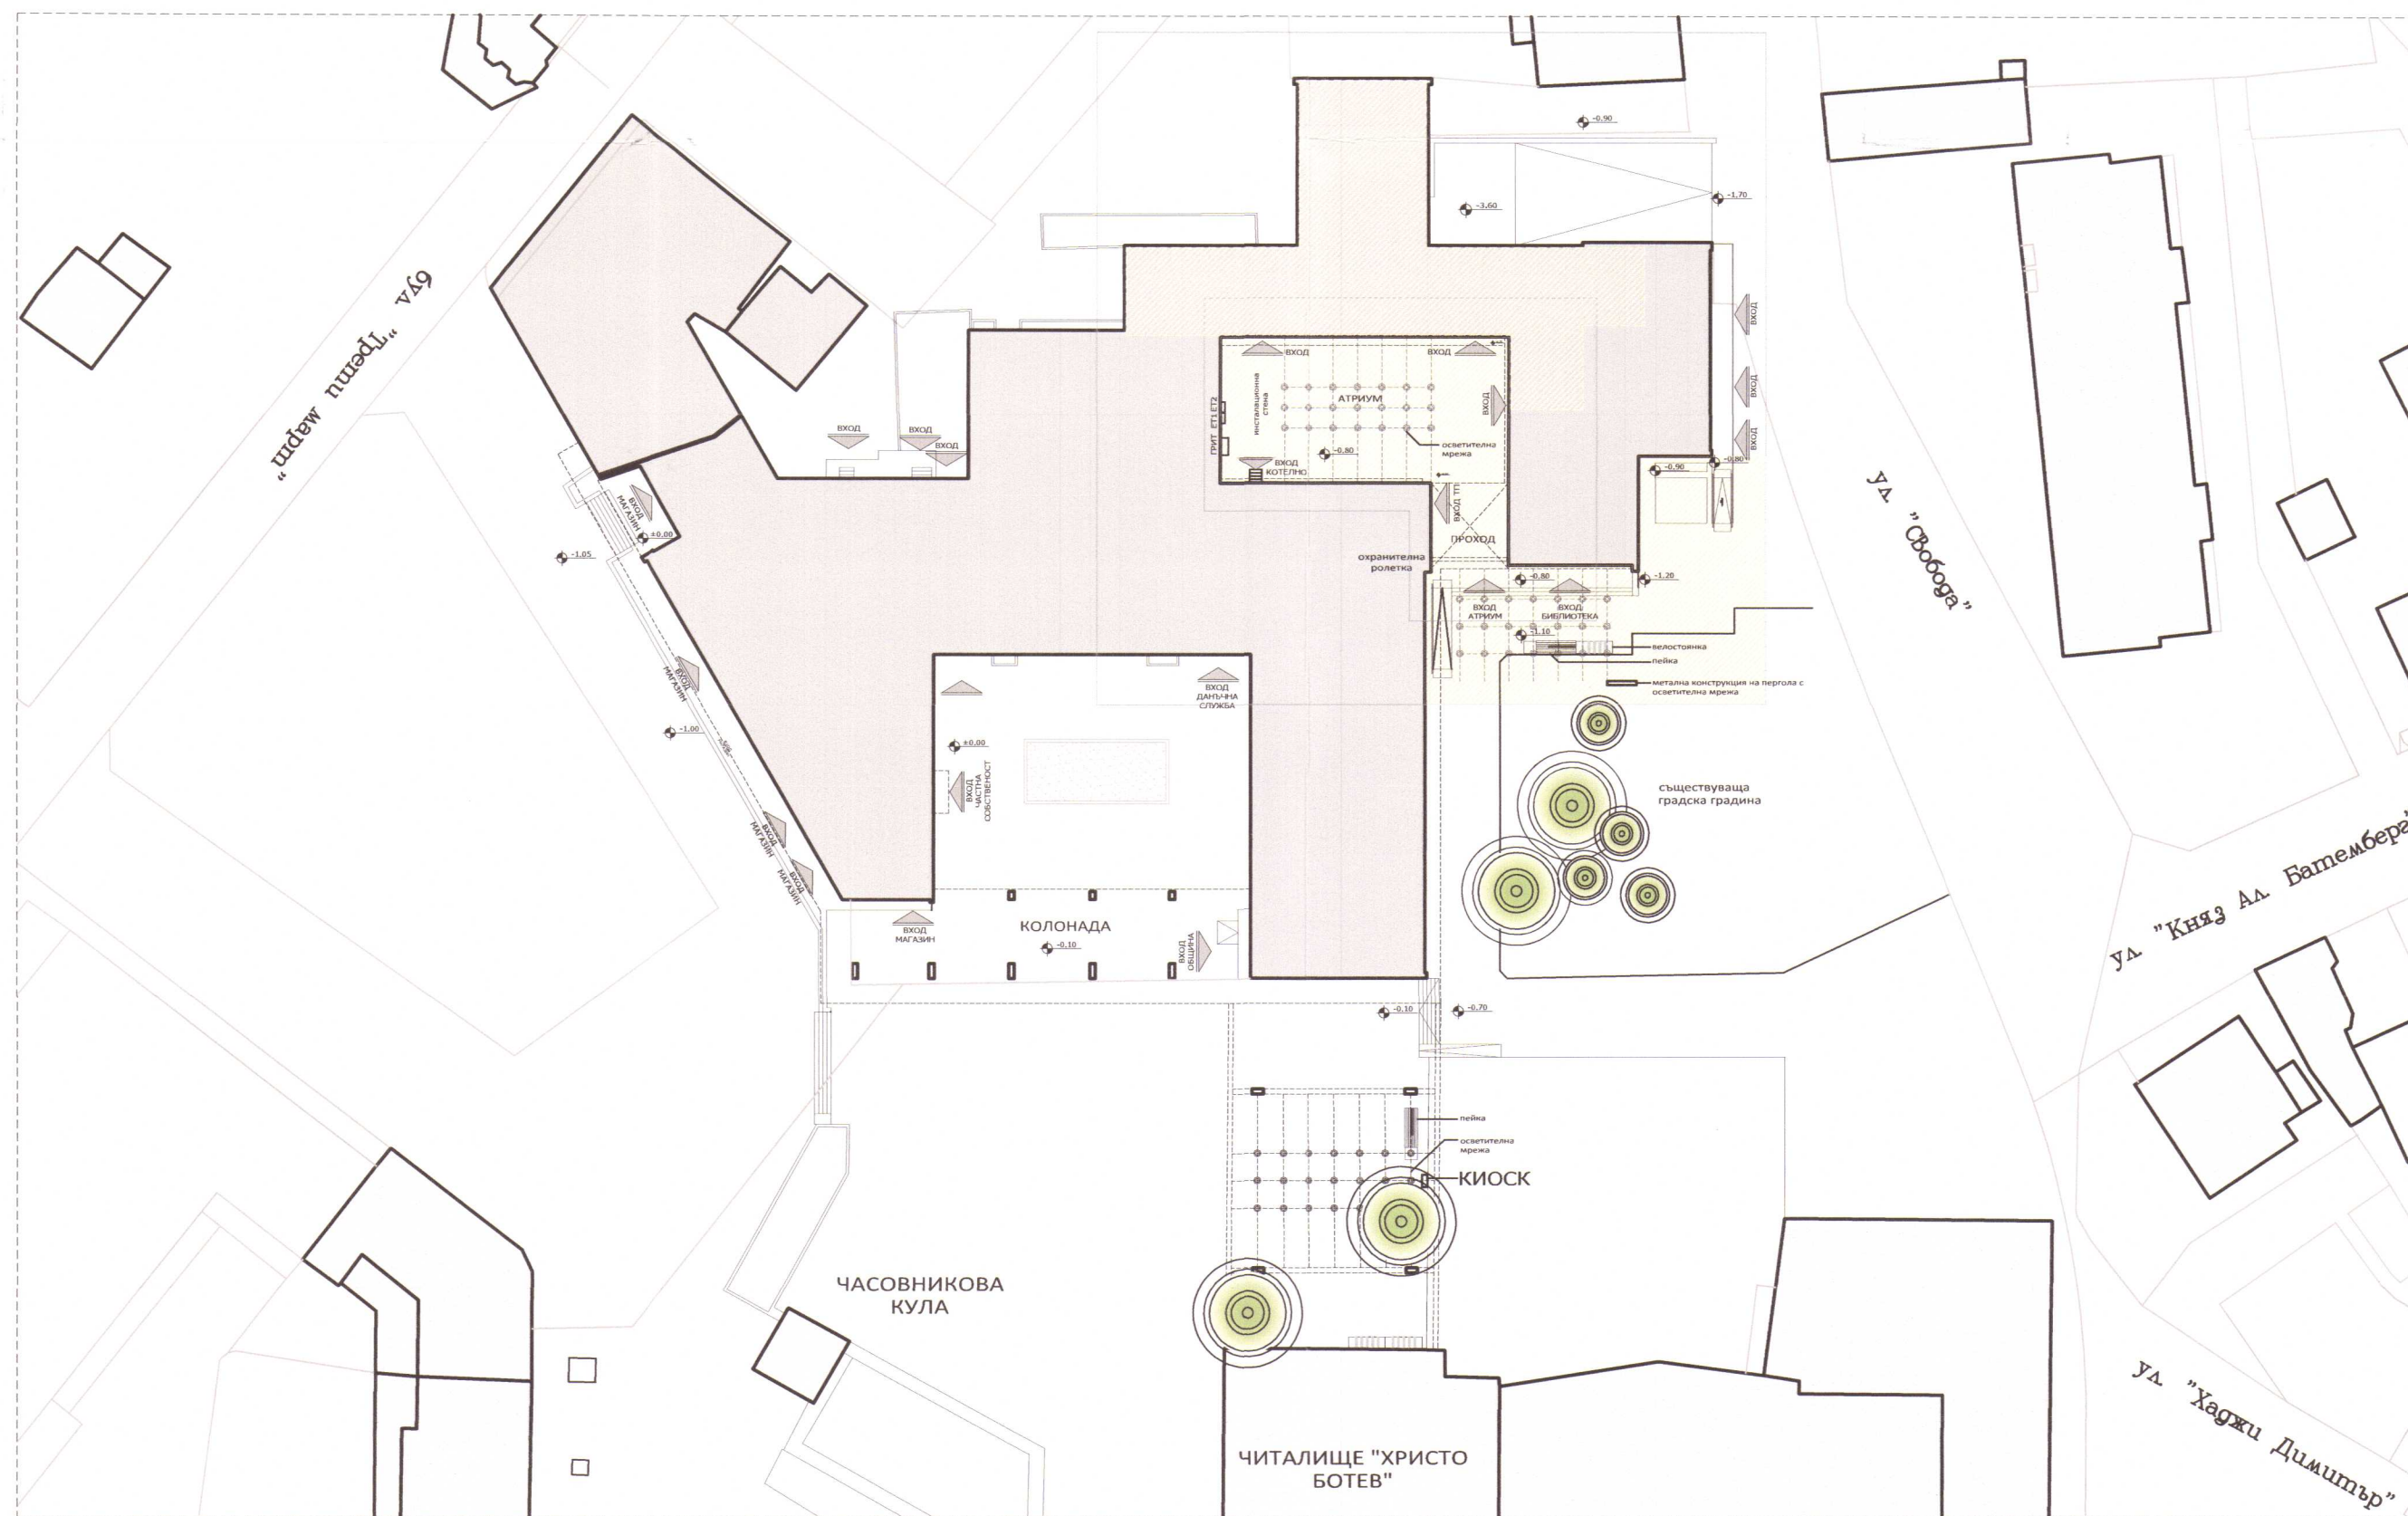 -0.90
-1.70
-3.60
бул. "Трети март"
ВХОД
ВХОД
ВХОД
ВХОД
ВХОД
ВХОД
инсталационна
стена
АТРИУМ
ГРИТ ЕТ1 ЕТ2
осветителна
мрежа
-0.80
ВХОД
КОТЕЛНО
ВХОД
ВХОД
ВХОД
-0.90
-0.80
ВХОД ТП
ПРОХОД
охранителна
ролетка
ВХОД
МАГАЗИН
±0.00
-1.05
-0.80
-1.20
ВХОД
АТРИУМ
ВХОД
БИБЛИОТЕКА
-1.10
велостоянка
пейка
метална конструкция на пергола с
осветителна мрежа
ул. "Свобода"
ВХОД
МАГАЗИН
-1.00
ВХОД
ДАНЪЧНА
СЛУЖБА
±0.00
ВХОД
ЧАСТНА
СОБСТВЕНОСТ
съществуваща
градска градина
ул. "Княз Ал. Батемберг"
ВХОД
МАГАЗИН
ВХОД
МАГАЗИН
ВХОД
МАГАЗИН
КОЛОНАДА
-0.10
ВХОД
ОБЩИНА
-0.10
-0.70
пейка
осветителна
мрежа
КИОСК
ЧАСОВНИКОВА
КУЛА
ЧИТАЛИЩЕ "ХРИСТО
БОТЕВ"
ул. "Хаджи Димитър"